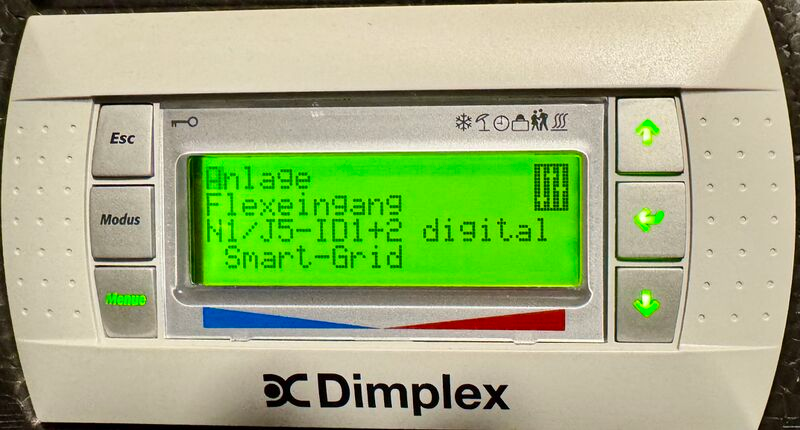 Esc
Modus
Menue
Anlage
Flexeingang
N1/J5-ID1+2 digital
Smart-Grid
Dimplex